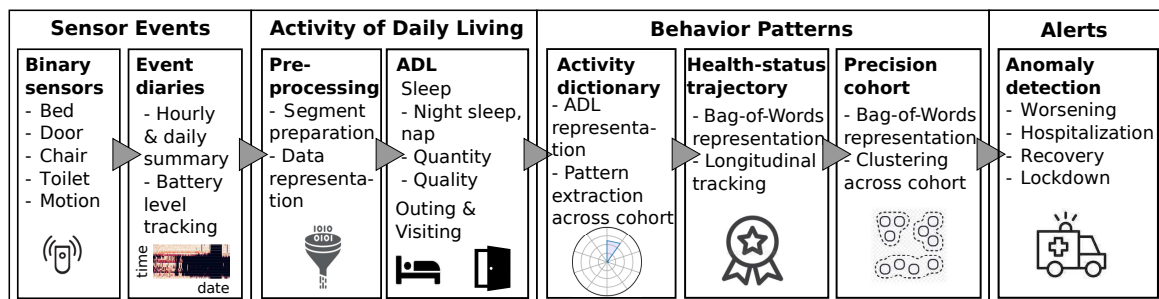 Sensor Events
Binary
sensors
- Bed
- Door
- Chair
- Toilet
- Motion
Event
diaries
- Hourly
& daily
summary
- Battery
level
tracking
time
date
Activity of Daily Living
Pre-
processing
- Segment
preparation
- Data
representa-
tion
1010
0101
ADL
Sleep
- Night sleep,
nap
- Quantity
- Quality
Outing &
Visiting
Behavior Patterns
Activity
dictionary
- ADL
representa-
tion
- Pattern
extraction
across cohort
Health-status
trajectory
- Bag-of-Words
representation
- Longitudinal
tracking
Precision
cohort
- Bag-of-Words
representation
- Clustering
across cohort
Alerts
Anomaly
detection
- Worsening
- Hospitalization
- Recovery
- Lockdown